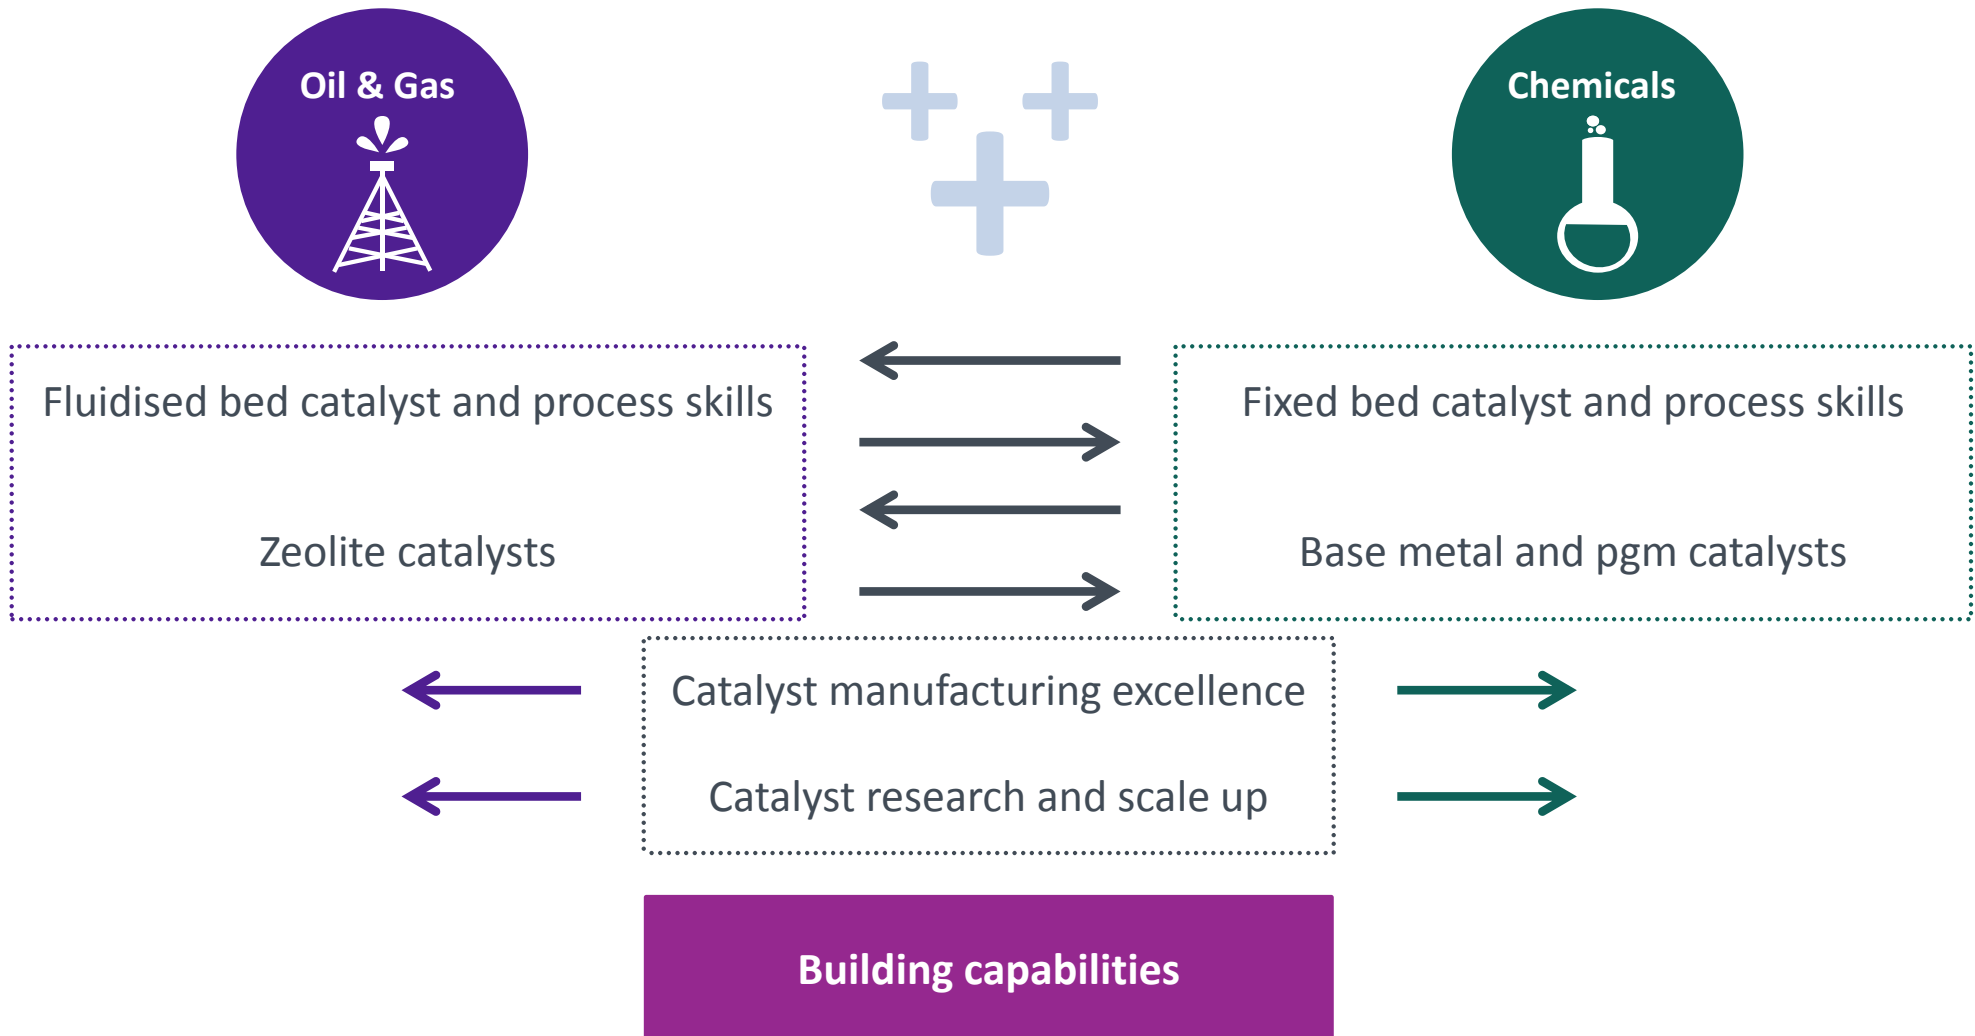 Oil & Gas
Chemicals
Fluidised bed catalyst and process skills
Fixed bed catalyst and process skills
Zeolite catalysts
Base metal and pgm catalysts
Catalyst manufacturing excellence
Catalyst research and scale up
Building capabilities